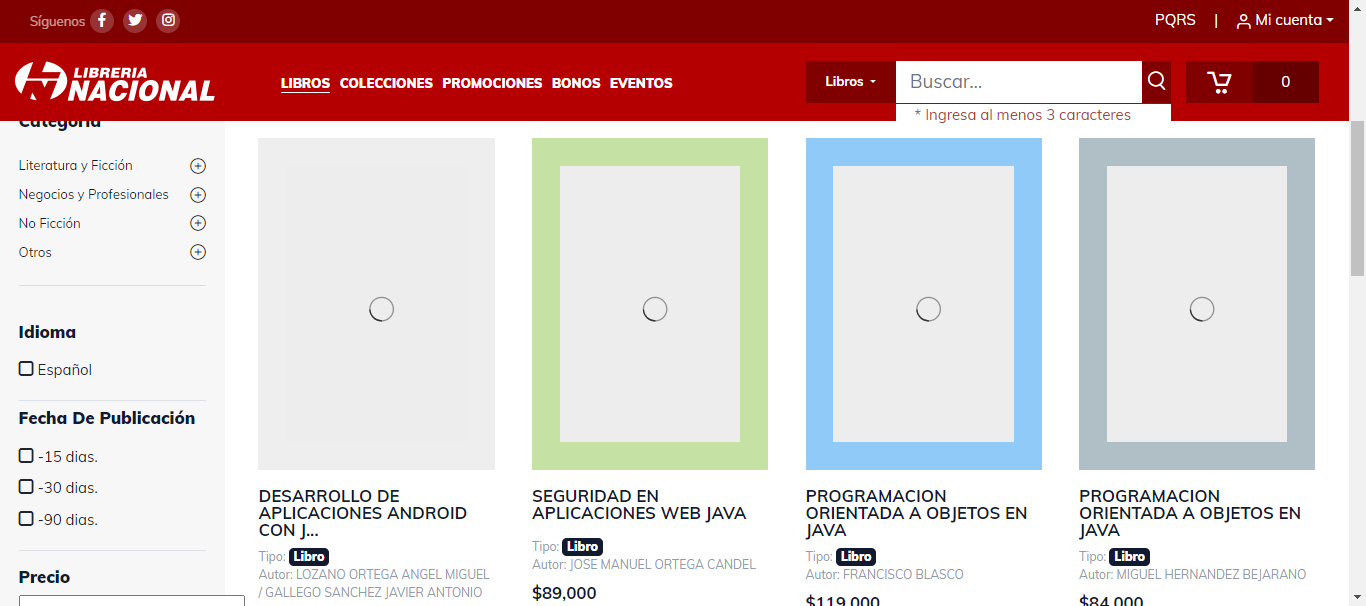 Síguenos
PQRS | Mi cuenta
LIBRERIA
NACIONAL
LIBROS COLECCIONES PROMOCIONES BONOS EVENTOS
Libros
Buscar...
0
* Ingresa al menos 3 caracteres
Categoria
Literatura y Ficción
Negocios y Profesionales
No Ficción
Otros
Idioma
Español
Fecha De Publicación
-15 dias.
-30 dias.
-90 dias.
Precio
DESARROLLO DE
APLICACIONES ANDROID
CON J...
Tipo: Libro
Autor: LOZANO ORTEGA ANGEL MIGUEL
/ GALLEGO SANCHEZ JAVIER ANTONIO
SEGURIDAD EN
APLICACIONES WEB JAVA
Tipo: Libro
Autor: JOSE MANUEL ORTEGA CANDEL
$89,000
PROGRAMACION
ORIENTADA A OBJETOS EN
JAVA
Tipo: Libro
Autor: FRANCISCO BLASCO
$119,000
PROGRAMACION
ORIENTADA A OBJETOS EN
JAVA
Tipo: Libro
Autor: MIGUEL HERNANDEZ BEJARANO
$84,000